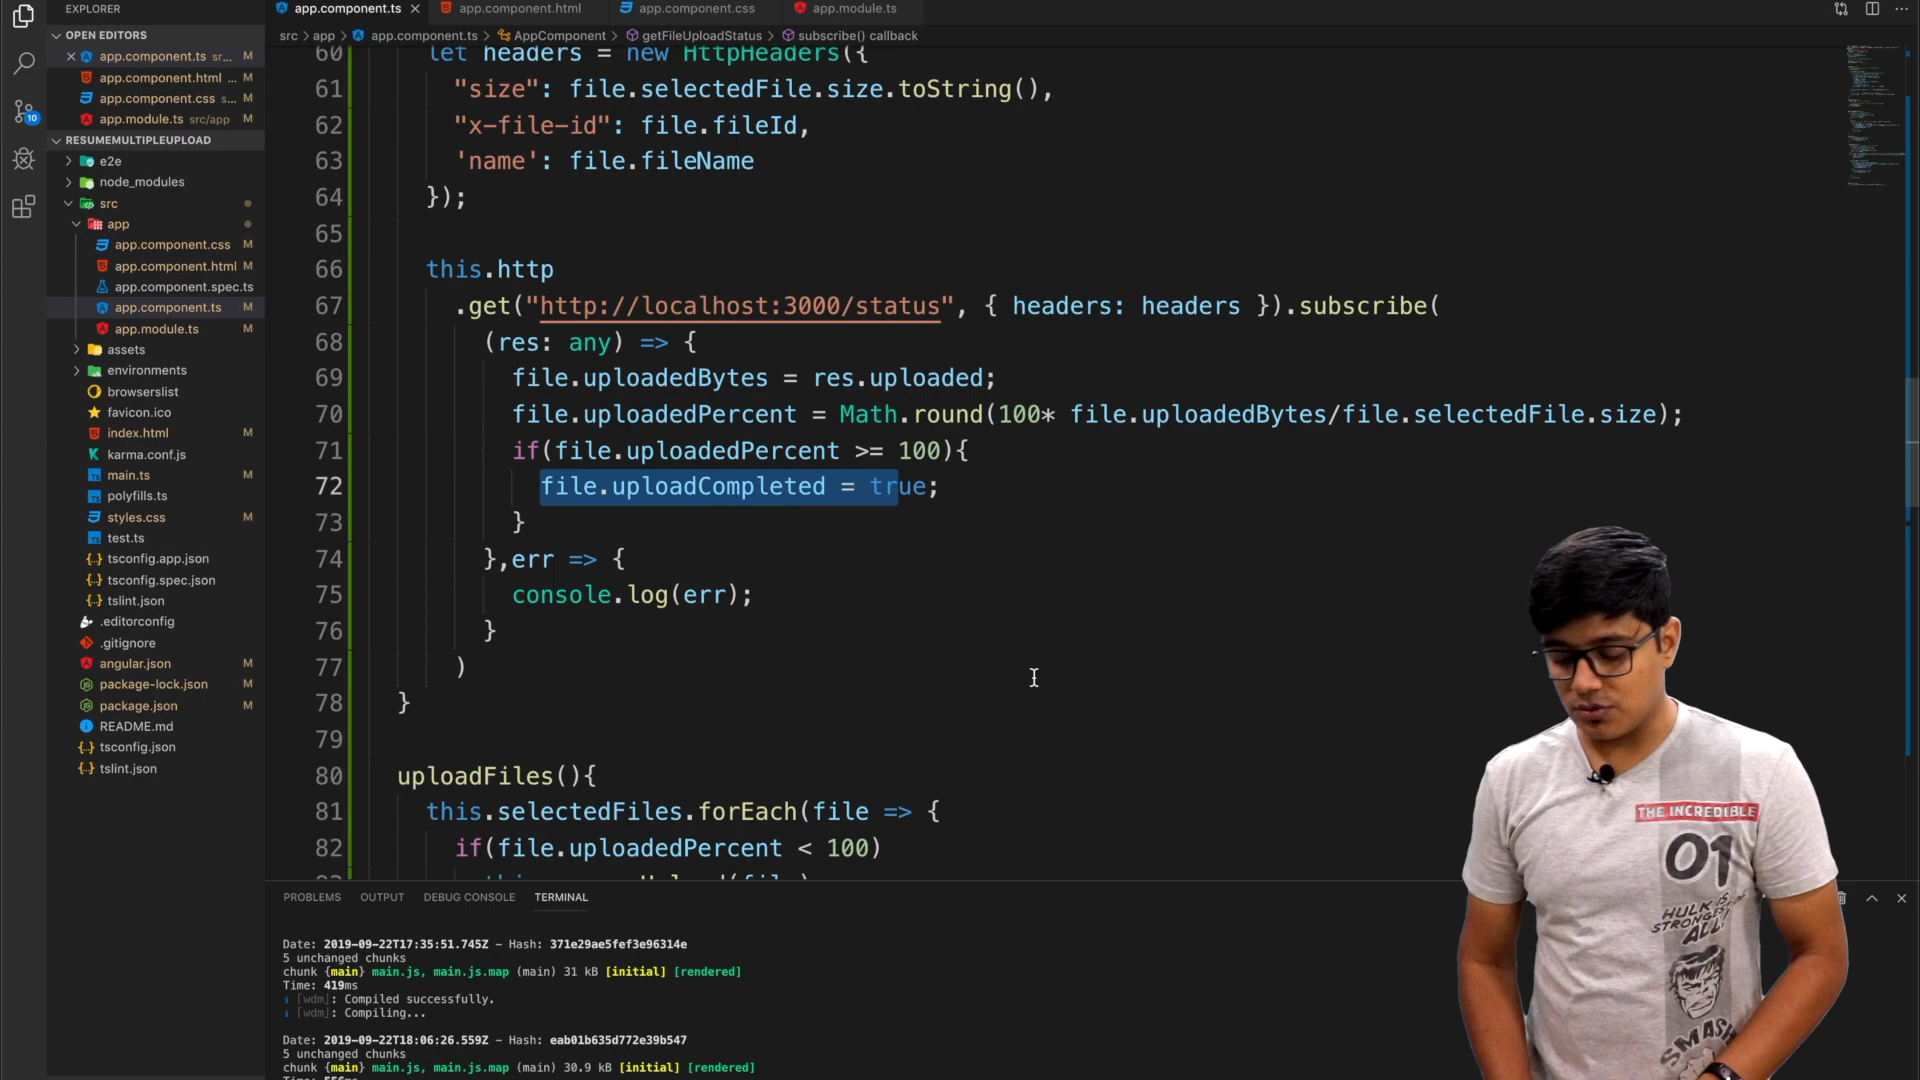 EXPLORER
OPEN EDITORS
app.component.ts sr... M
app.component.html ... M
app.component.css s... M
app.module.ts src/app M
10
RESUMEMULTIPLEUPLOAD
e2e
node_modules
src
app
app.component.css M
app.component.html M
app.component.spec.ts
app.component.ts M
app.module.ts M
assets
environments
browserslist
favicon.ico
index.html M
karma.conf.js
main.ts M
polyfills.ts
styles.css M
test.ts
tsconfig.app.json
tsconfig.spec.json
tslint.json
.editorconfig
.gitignore
angular.json M
package-lock.json M
package.json M
README.md
tsconfig.json
tslint.json
app.component.ts app.component.html app.component.css app.module.ts
src > app > app.component.ts > AppComponent > getFileUploadStatus > subscribe() callback
60 let headers = new HttpHeaders({
61 "size": file.selectedFile.size.toString(),
62 "x-file-id": file.fileId,
63 'name': file.fileName
64 });
65
66 this.http
67 .get("http://localhost:3000/status", { headers: headers }).subscribe(
68 (res: any) => {
69 file.uploadedBytes = res.uploaded;
70 file.uploadedPercent = Math.round(100* file.uploadedBytes/file.selectedFile.size);
71 if(file.uploadedPercent >= 100){
72 file.uploadCompleted = true;
73 }
74 },err => {
75 console.log(err);
76 }
77 )
78 }
79
80 uploadFiles(){
81 this.selectedFiles.forEach(file => {
82 if(file.uploadedPercent < 100)
PROBLEMS OUTPUT DEBUG CONSOLE TERMINAL
Date: 2019-09-22T17:35:51.745Z - Hash: 371e29ae5fef3e96314e
5 unchanged chunks
chunk {main} main.js, main.js.map (main) 31 kB [initial] [rendered]
Time: 419ms
i ｢wdm｣: Compiled successfully.
i ｢wdm｣: Compiling...
Date: 2019-09-22T18:06:26.559Z - Hash: eab01b635d772e39b547
5 unchanged chunks
chunk {main} main.js, main.js.map (main) 30.9 kB [initial] [rendered]
THE INCREDIBLE
01
HULK IS
STRONGEST
ALL!
SMASH